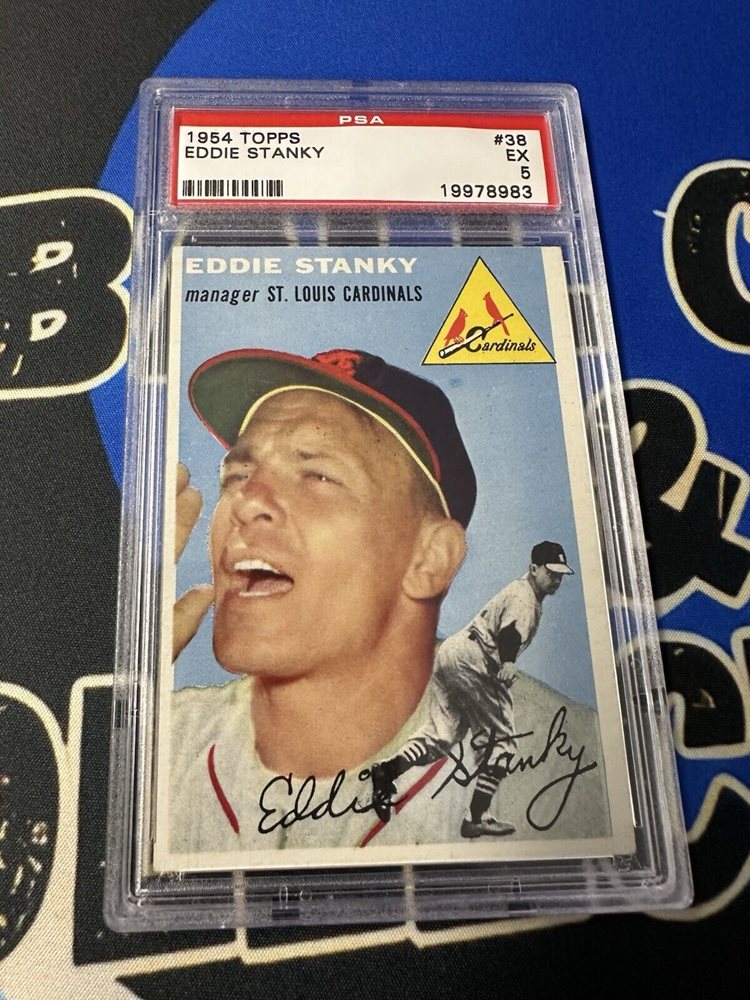 PSA
1954 TOPPS #38
EDDIE STANKY EX
5
19978983
EDDIE STANKY
manager ST. LOUIS CARDINALS
Cardinals
Eddie Stanky